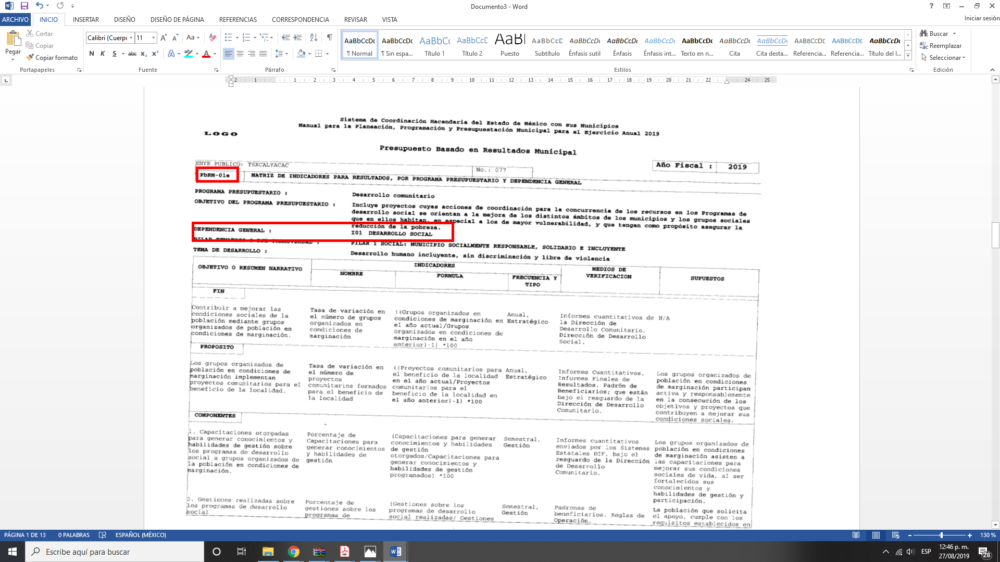 Documento3 - Word
ARCHIVO INICIO INSERTAR DISEÑO DISEÑO DE PÁGINA REFERENCIAS CORRESPONDENCIA REVISAR VISTA
Iniciar sesión
Pegar
Cortar
Copiar
Copiar formato
Portapapeles
Calibri (Cuerpo 11
Fuente
Párrafo
AaBbCcDc AaBbCcDc AaBbCc AaBbCcD AaBl AaBbCcD AaBbCcDc AaBbCcDc AaBbCcDc AaBbCcDc AaBbCcDc AaBbCcDc AABBCCDD AABBCCDD AaBbCcDc
¶ Normal ¶ Sin espa... Título 1 Título 2 Puesto Subtítulo Énfasis sutil Énfasis Énfasis int... Texto en n... Cita Cita desta... Referencia... Referencia... Título del l...
Estilos
Buscar
Reemplazar
Seleccionar
Edición
2 1 1 2 3 4 5 6 7 8 9 10 11 12 13 14 15 16 17 18 19 20 21 22 24 25
Sistema de Coordinación Hacendaria del Estado de México con sus Municipios
Manual para la Planeación, Programación y Presupuestación Municipal para el Ejercicio Anual 2019
LOGO
Presupuesto Basado en Resultados Municipal
ENTE PUBLICO: TEXCALYACAC
No.: 077
Año Fiscal : 2019
PbRM-01e
MATRIZ DE INDICADORES PARA RESULTADOS, POR PROGRAMA PRESUPUESTARIO Y DEPENDENCIA GENERAL
PROGRAMA PRESUPUESTARIO : Desarrollo comunitario
OBJETIVO DEL PROGRAMA PRESUPUESTARIO : Incluye proyectos cuyas acciones de coordinación para la concurrencia de los recursos en los Programas de
desarrollo social se orientan a la mejora de los distintos ámbitos de los municipios y los grupos sociales
que en ellos habitan, en especial a los de mayor vulnerabilidad, y que tengan como propósito asegurar la
reducción de la pobreza.
DEPENDENCIA GENERAL : I01 DESARROLLO SOCIAL
PILAR TEMATICO O EJE TRANSVERSAL : PILAR 1 SOCIAL: MUNICIPIO SOCIALMENTE RESPONSABLE, SOLIDARIO E INCLUYENTE
TEMA DE DESARROLLO : Desarrollo humano incluyente, sin discriminación y libre de violencia
OBJETIVO O RESUMEN NARRATIVO
INDICADORES
NOMBRE
FORMULA
FRECUENCIA Y
TIPO
MEDIOS DE
VERIFICACION
SUPUESTOS
FIN
Contribuir a mejorar las
condiciones sociales de la
población mediante grupos
organizados de población en
condiciones de marginación.
Tasa de variación en
el número de grupos
organizados en
condiciones de
marginación
((Grupos organizados en
condiciones de marginación en
el año actual/Grupos
organizados en condiciones de
marginación en el año
anterior)-1) *100
Anual,
Estratégico
Informes cuantitativos de
la Dirección de
Desarrollo Comunitario.
Dirección de Desarrollo
Social.
N/A
PROPOSITO
Los grupos organizados de
población en condiciones de
marginación implementan
proyectos comunitarios para el
beneficio de la localidad.
Tasa de variación en
el número de
proyectos
comunitarios formados
para el beneficio de
la localidad
((Proyectos comunitarios para
el beneficio de la localidad
en el año actual/Proyectos
comunitarios para el
beneficio de la localidad en
el año anterior)-1) *100
Anual,
Estratégico
Informes Cuantitativos.
Informes Finales de
Resultados. Padrón de
Beneficiarios; que están
bajo el resguardo de la
Dirección de Desarrollo
Comunitario.
Los grupos organizados de
población en condiciones
de marginación participan
activa y responsablemente
en la consecución de los
objetivos y proyectos que
contribuyen a mejorar sus
condiciones sociales.
COMPONENTES
1. Capacitaciones otorgadas
para generar conocimientos y
habilidades de gestión sobre
los programas de desarrollo
social a grupos organizados de
la población en condiciones de
marginación.
Porcentaje de
Capacitaciones para
generar conocimientos
y habilidades de
gestión
(Capacitaciones para generar
conocimientos y habilidades
de gestión
otorgados/Capacitaciones para
generar conocimientos y
habilidades de gestión
programados) *100
Semestral,
Gestión
Informes cuantitativos
enviados por los Sistemas
Estatales DIF, bajo el
resguardo de la Dirección
de Desarrollo
Comunitario.
Los grupos organizados de
población en condiciones
de marginación asisten a
las capacitaciones para
mejorar sus condiciones
sociales de vida, al ser
fortalecidos sus
conocimientos y
habilidades de gestión y
participación.
2. Gestiones realizadas sobre
los programas de desarrollo
social
Porcentaje de
gestiones sobre los
programas de
(Gestiones sobre los
programas de desarrollo
social realizadas/ Gestiones
Semestral,
Gestión
Padrones de
beneficiarios. Reglas de
Operación.
La población que solicita
el apoyo, cumple con los
requisitos establecidos en
PÁGINA 1 DE 13 0 PALABRAS ESPAÑOL (MÉXICO)
130 %
Escribe aquí para buscar
ESP
12:46 p. m.
27/08/2019
28